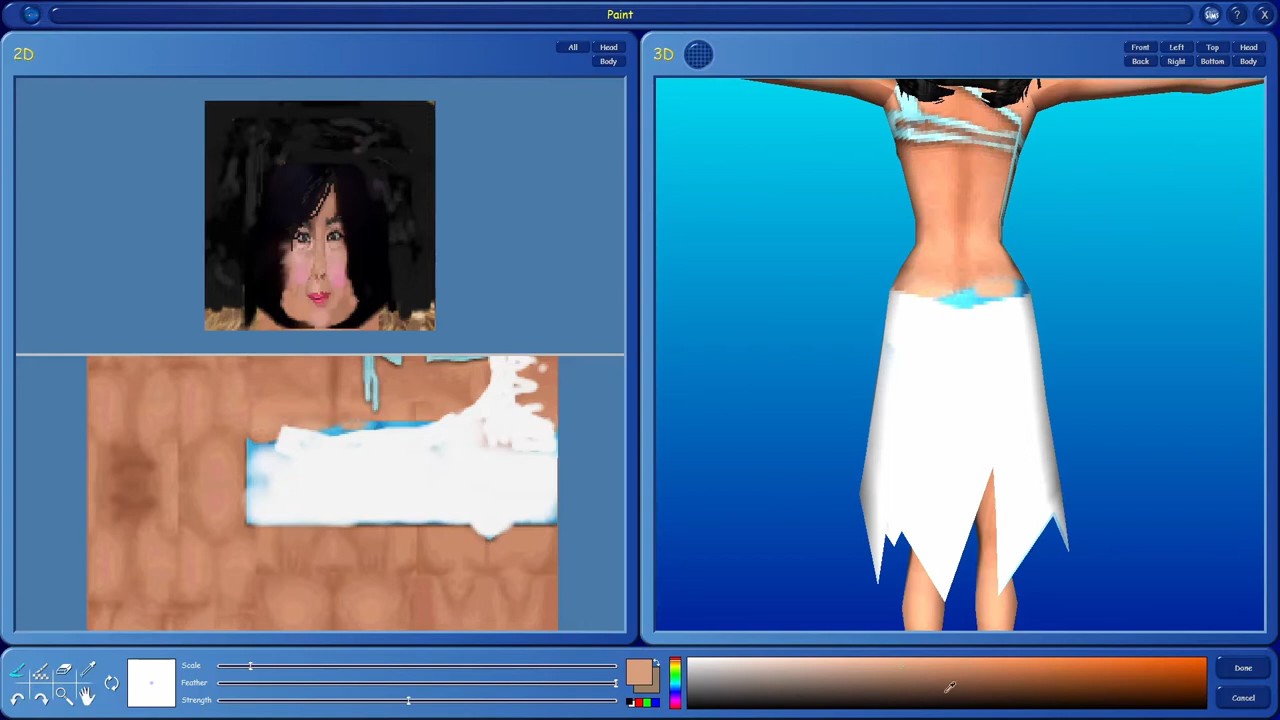 Paint
SIMS
?
X
2D
All
Head
Body
3D
Front
Left
Top
Head
Back
Right
Bottom
Body
Scale
Feather
Strength
Done
Cancel